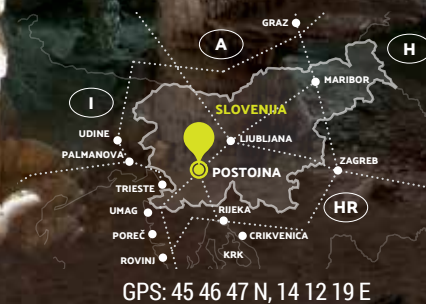 GRAZ
A
H
MARIBOR
I
SLOVENIJA
UDINE
LJUBLJANA
PALMANOVA
ZAGREB
POSTOJNA
TRIESTE
HR
UMAG
RIJEKA
POREČ
CRIKVENICA
KRK
ROVINJ
GPS: 45 46 47 N, 14 12 19 E